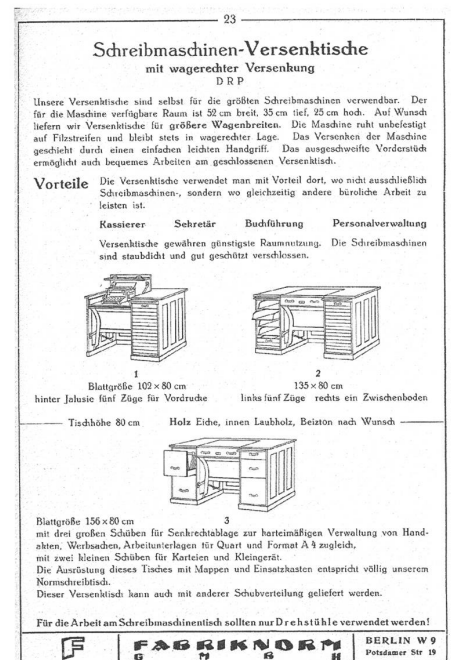 23
Schreibmaschinen-Versenktische
mit wagerechter Versenkung
DRP
Unsere Versenktische sind selbst für die größten Schreibmaschinen verwendbar. Der
für die Maschine verfügbare Raum ist 52 cm breit, 35 cm tief, 25 cm hoch. Auf Wunsch
liefern wir Versenktische für größere Wagenbreiten. Die Maschine ruht unbefestigt
auf Filzstreifen und bleibt stets in wagerechter Lage. Das Versenken der Maschine
geschieht durch einen einfachen leichten Handgriff. Das ausgeschweifte Vorderstück
ermöglicht auch bequemes Arbeiten am geschlossenen Versenktisch.
Vorteile Die Versenktische verwendet man mit Vorteil dort, wo nicht ausschließlich
Schreibmaschinen-, sondern wo gleichzeitig andere büroliche Arbeit zu
leisten ist.
Kassierer Sekretär Buchführung Personalverwaltung
Versenktische gewähren günstigste Raumnutzung. Die Schreibmaschinen
sind staubdicht und gut geschützt verschlossen.
1 2
Blattgröße 102 × 80 cm 135 × 80 cm
hinter Jalusie fünf Züge für Vordrucke links fünf Züge rechts ein Zwischenboden
Tischhöhe 80 cm Holz Eiche, innen Laubholz, Beizton nach Wunsch
Blattgröße 156 × 80 cm 3
mit drei großen Schüben für Senkrechtablage zur karteimäßigen Verwaltung von Hand-
akten, Werbsachen, Arbeitunterlagen für Quart und Format A 4 zugleich,
mit zwei kleinen Schüben für Karteien und Kleingerät.
Die Ausrüstung dieses Tisches mit Mappen und Einsatzkasten entspricht völlig unserem
Normschreibtisch.
Dieser Versenktisch kann auch mit anderer Schubverteilung geliefert werden.
Für die Arbeit am Schreibmaschinentisch sollten nur Drehstühle verwendet werden!
F FABRIKNORM BERLIN W 9
G M B H Potsdamer Str 19